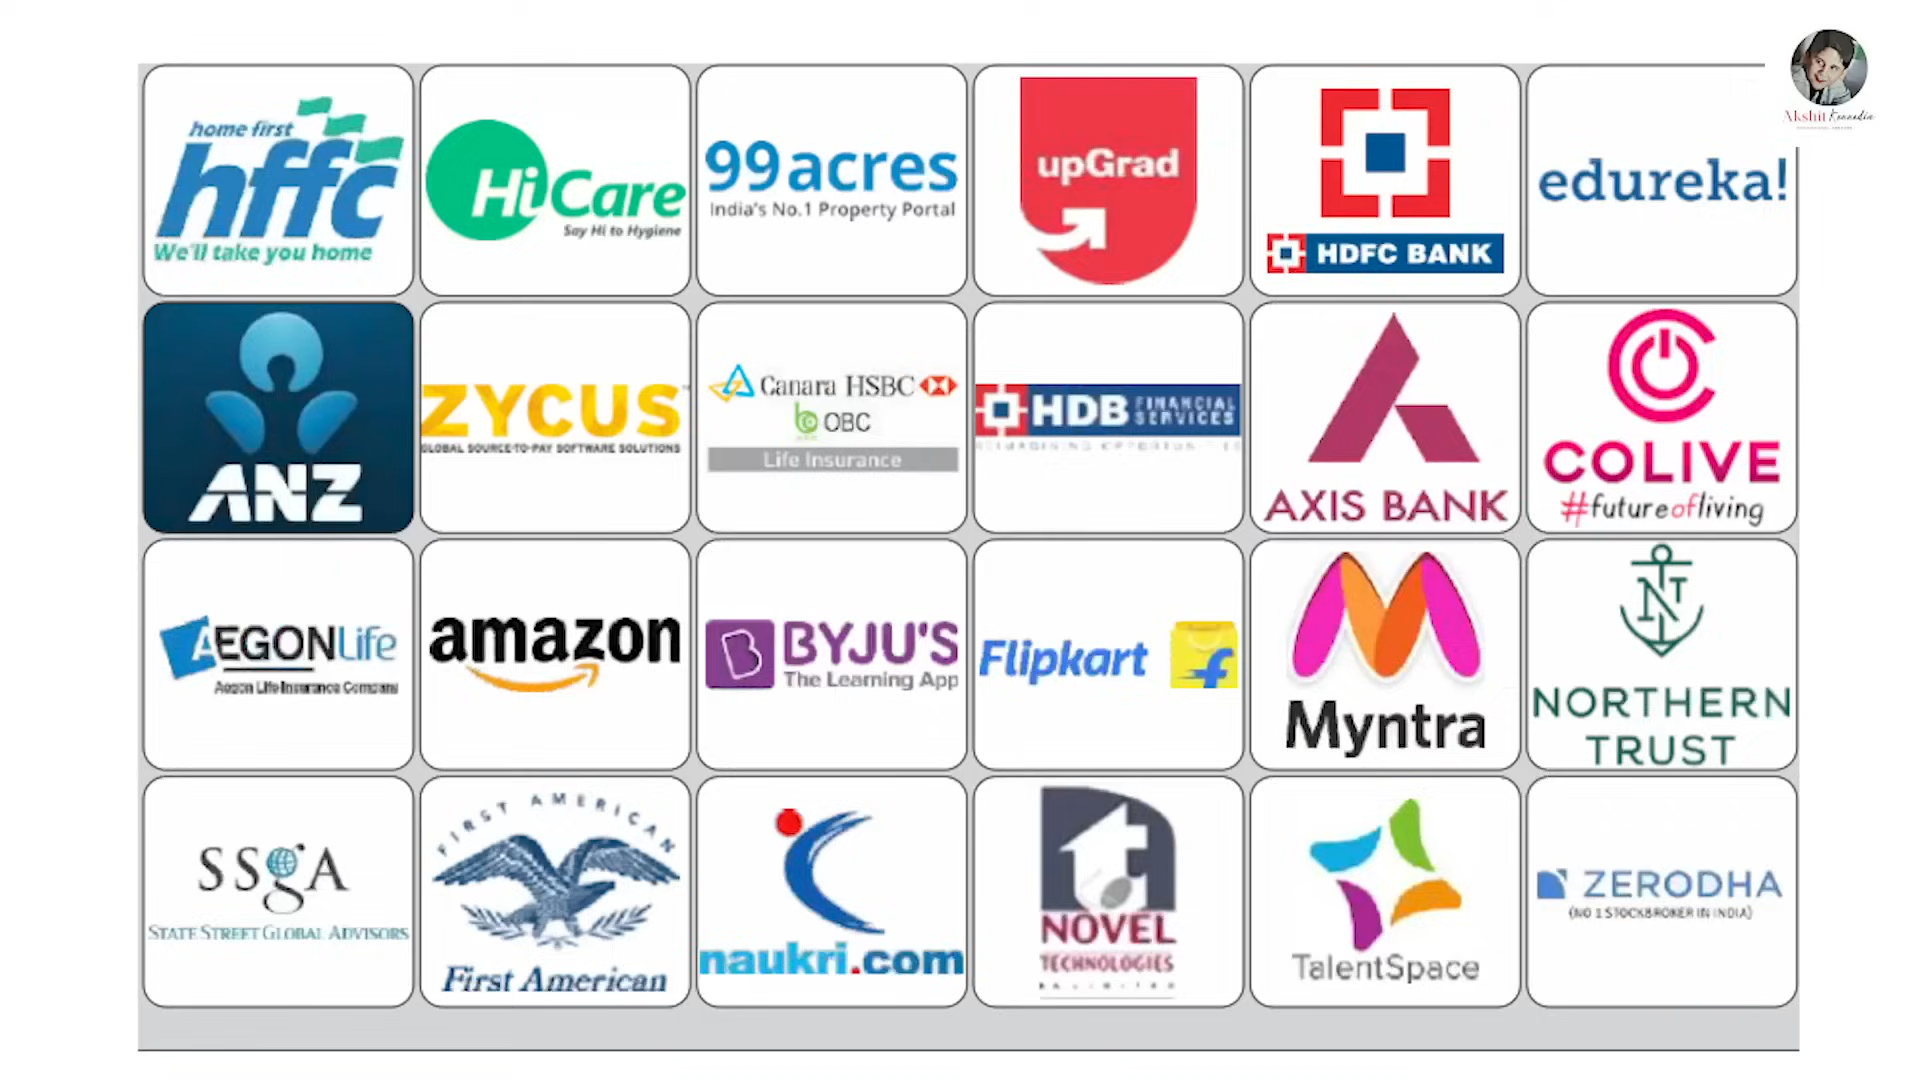 Akshit Kenedia
home first
hffc
We'll take you home
HiCare
Say Hi to Hygiene
99acres
India's No.1 Property Portal
upGrad
HDFC BANK
edureka!
ANZ
ZYCUS
GLOBAL SOURCE-TO-PAY SOFTWARE SOLUTIONS
Canara HSBC
OBC
Life Insurance
HDB FINANCIAL SERVICES
REIMAGINING OPPORTUNITIES
AXIS BANK
COLIVE
#futureofliving
AEGONLife
Aegon Life Insurance Company
amazon
BYJU'S
The Learning App
Flipkart
Myntra
N
NORTHERN
TRUST
SSgA
STATE STREET GLOBAL ADVISORS
FIRST AMERICAN
First American
naukri.com
NOVEL
TECHNOLOGIES
TalentSpace
ZERODHA
(NO 1 STOCKBROKER IN INDIA)